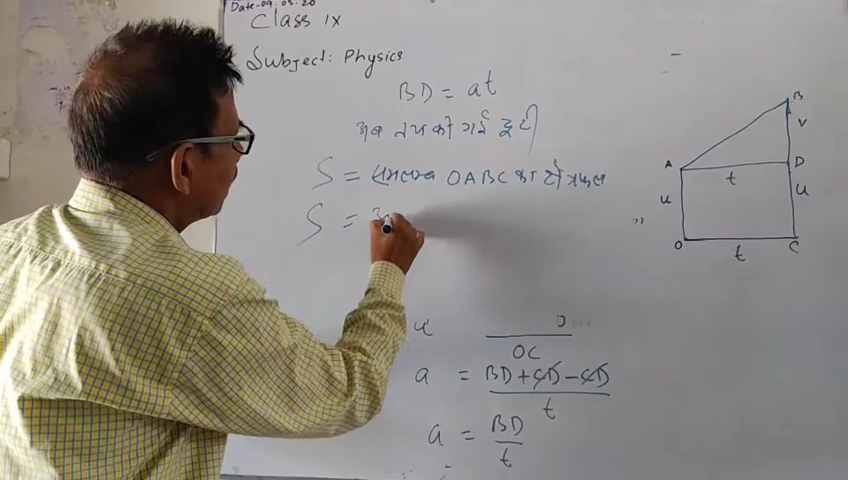 Date-09.05.20
Class IX
Subject: Physics
BD = at
अब तय की गई दूरी
S = समलम्ब OABC का क्षेत्रफल
S =
B
V
A
D
t
u
u
O
t
C
u
D
OC
a = BD+CD-CD
t
a = BD
t